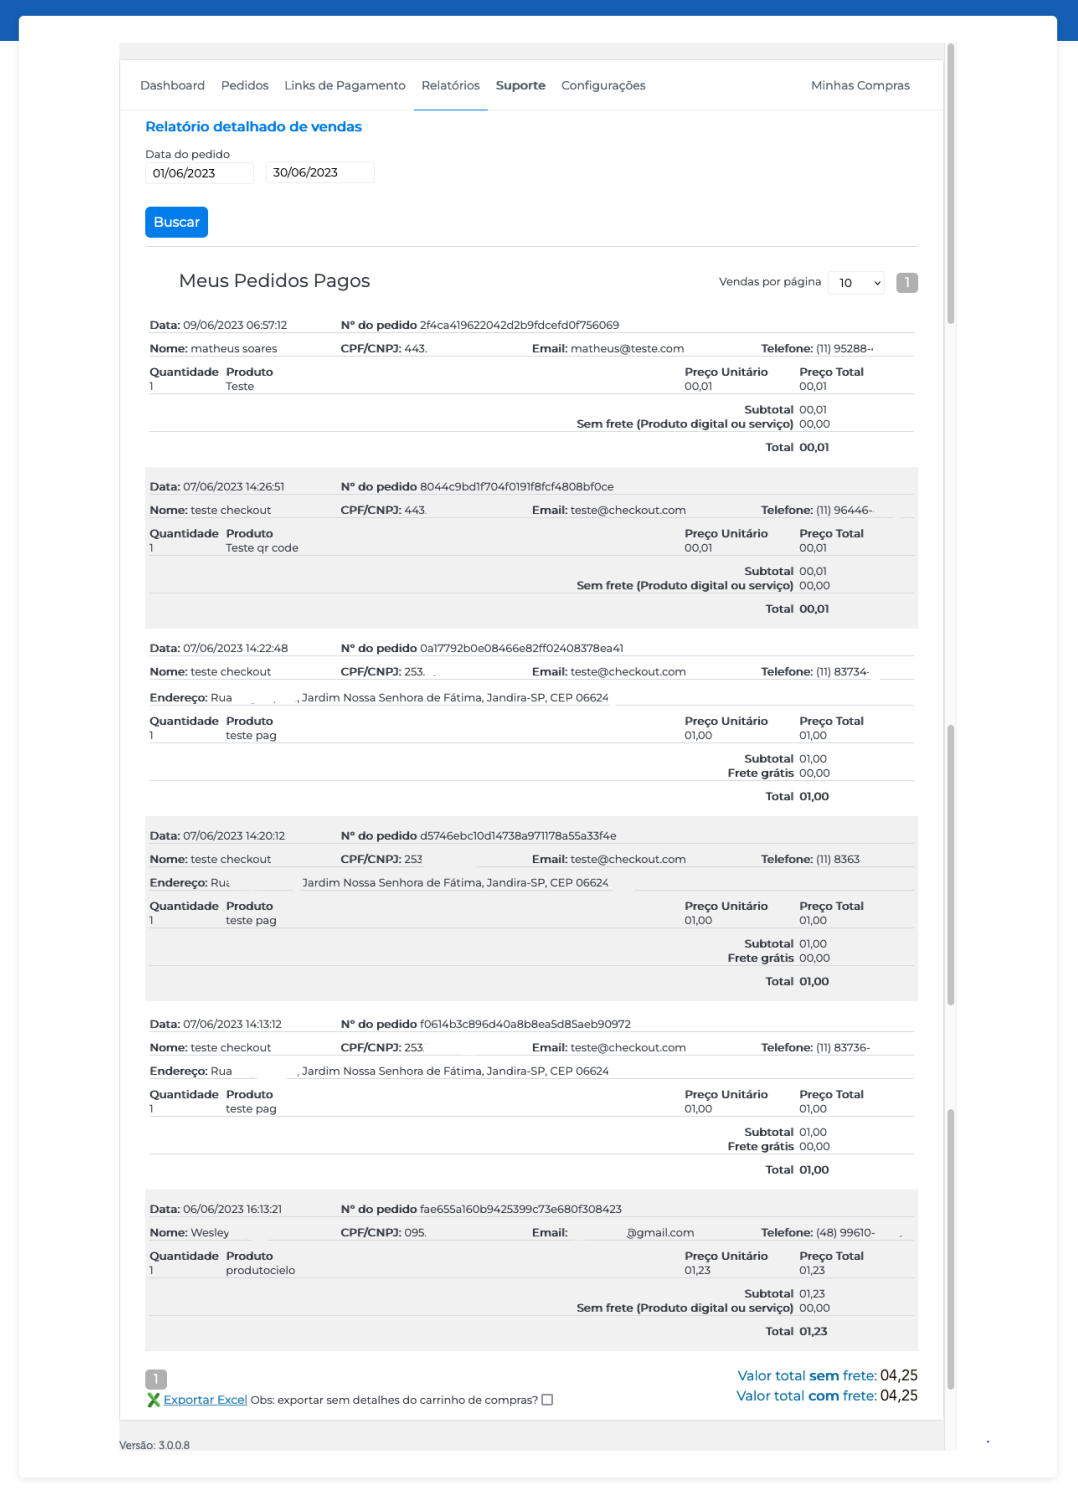 Dashboard Pedidos Links de Pagamento Relatórios Suporte Configurações Minhas Compras
Relatório detalhado de vendas
Data do pedido
01/06/2023 30/06/2023
Buscar
Meus Pedidos Pagos Vendas por página 10 1
Data: 09/06/2023 06:57:12 Nº do pedido 2f4ca419622042d2b9fdcefd0f756069
Nome: matheus soares CPF/CNPJ: 443. Email: matheus@teste.com Telefone: (11) 95288-
Quantidade Produto Preço Unitário Preço Total
1 Teste 00,01 00,01
Subtotal 00,01
Sem frete (Produto digital ou serviço) 00,00
Total 00,01
Data: 07/06/2023 14:26:51 Nº do pedido 8044c9bd1f704f0191f8fcf4808bf0ce
Nome: teste checkout CPF/CNPJ: 443. Email: teste@checkout.com Telefone: (11) 96446-
Quantidade Produto Preço Unitário Preço Total
1 Teste qr code 00,01 00,01
Subtotal 00,01
Sem frete (Produto digital ou serviço) 00,00
Total 00,01
Data: 07/06/2023 14:22:48 Nº do pedido 0a17792b0e08466e82ff02408378ea41
Nome: teste checkout CPF/CNPJ: 253. Email: teste@checkout.com Telefone: (11) 83734-
Endereço: Rua , Jardim Nossa Senhora de Fátima, Jandira-SP, CEP 06624
Quantidade Produto Preço Unitário Preço Total
1 teste pag 01,00 01,00
Subtotal 01,00
Frete grátis 00,00
Total 01,00
Data: 07/06/2023 14:20:12 Nº do pedido d5746ebc10d14738a971178a55a33f4e
Nome: teste checkout CPF/CNPJ: 253 Email: teste@checkout.com Telefone: (11) 8363
Endereço: Rua Jardim Nossa Senhora de Fátima, Jandira-SP, CEP 06624
Quantidade Produto Preço Unitário Preço Total
1 teste pag 01,00 01,00
Subtotal 01,00
Frete grátis 00,00
Total 01,00
Data: 07/06/2023 14:13:12 Nº do pedido f0614b3c896d40a8b8ea5d85aeb90972
Nome: teste checkout CPF/CNPJ: 253. Email: teste@checkout.com Telefone: (11) 83736-
Endereço: Rua , Jardim Nossa Senhora de Fátima, Jandira-SP, CEP 06624
Quantidade Produto Preço Unitário Preço Total
1 teste pag 01,00 01,00
Subtotal 01,00
Frete grátis 00,00
Total 01,00
Data: 06/06/2023 16:13:21 Nº do pedido fae655a160b9425399c73e680f308423
Nome: Wesley CPF/CNPJ: 095. Email: @gmail.com Telefone: (48) 99610-
Quantidade Produto Preço Unitário Preço Total
1 produtocielo 01,23 01,23
Subtotal 01,23
Sem frete (Produto digital ou serviço) 00,00
Total 01,23
1 Valor total sem frete: 04,25
Exportar Excel Obs: exportar sem detalhes do carrinho de compras? Valor total com frete: 04,25
Versão: 3.0.0.8